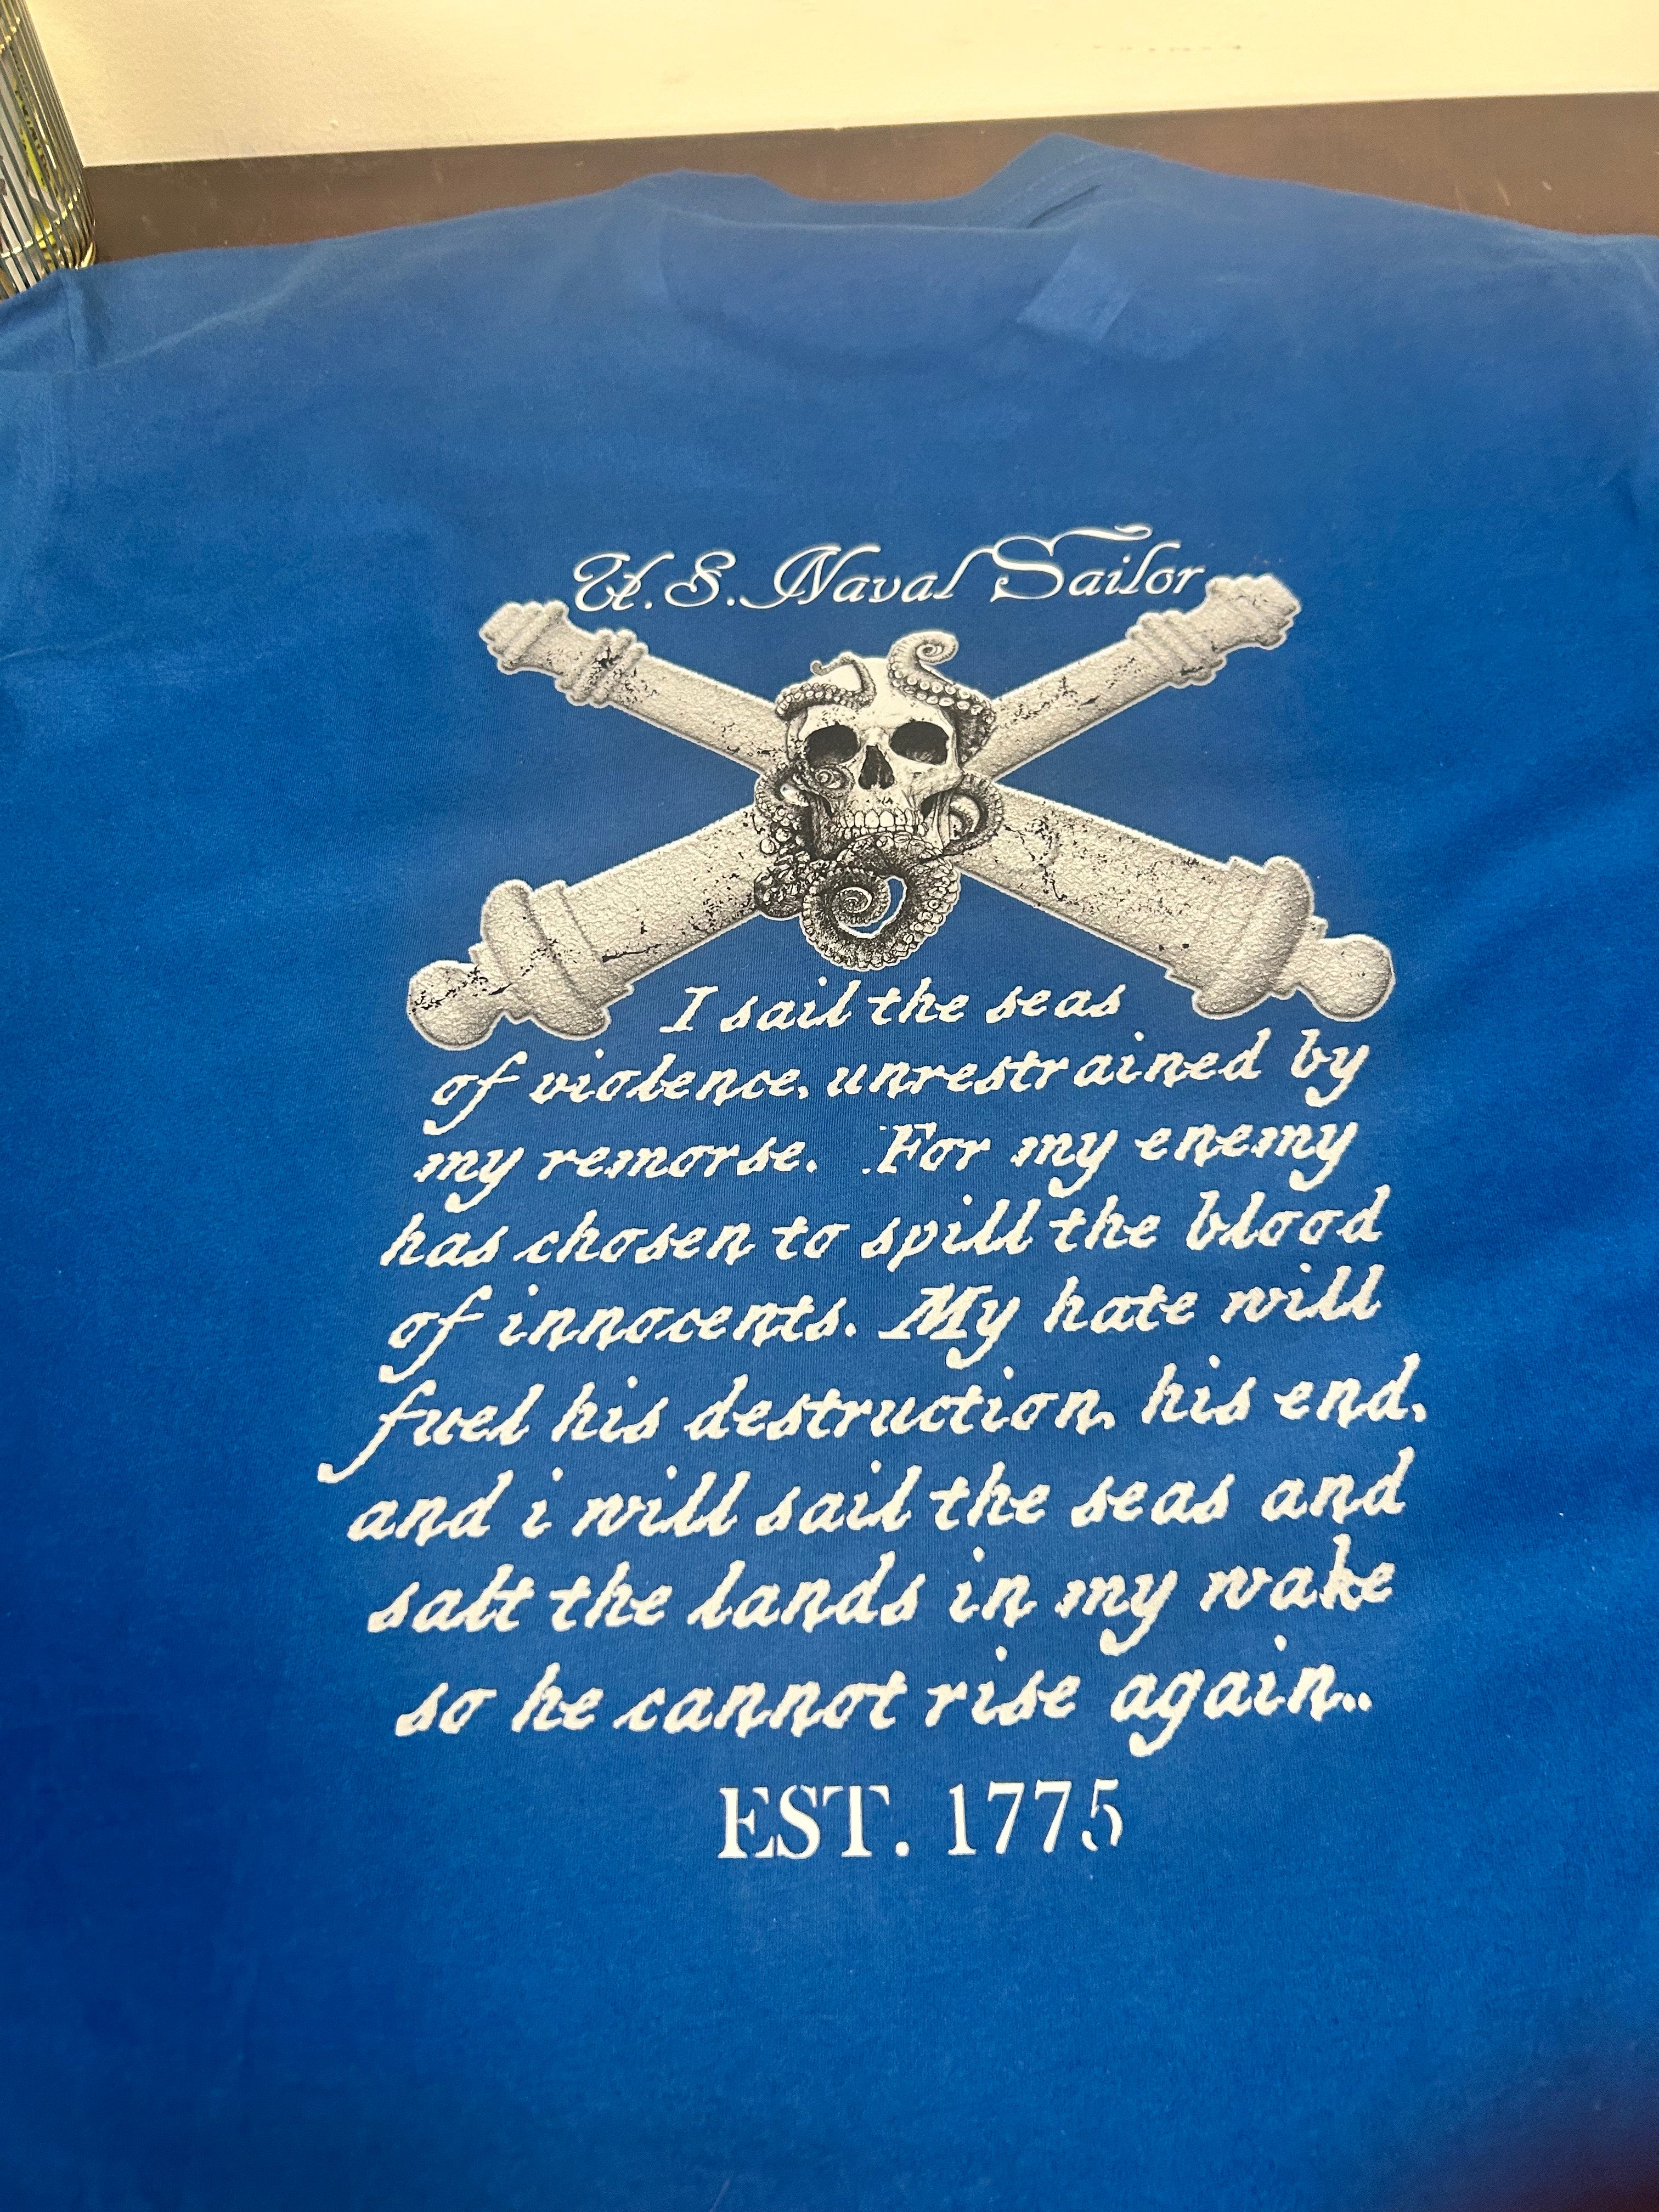 U.S. Naval Sailor
I sail the seas
of violence, unrestrained by
my remorse. For my enemy
has chosen to spill the blood
of innocents. My hate will
fuel his destruction, his end,
and i will sail the seas and
salt the lands in my wake
so he cannot rise again..
EST. 1775